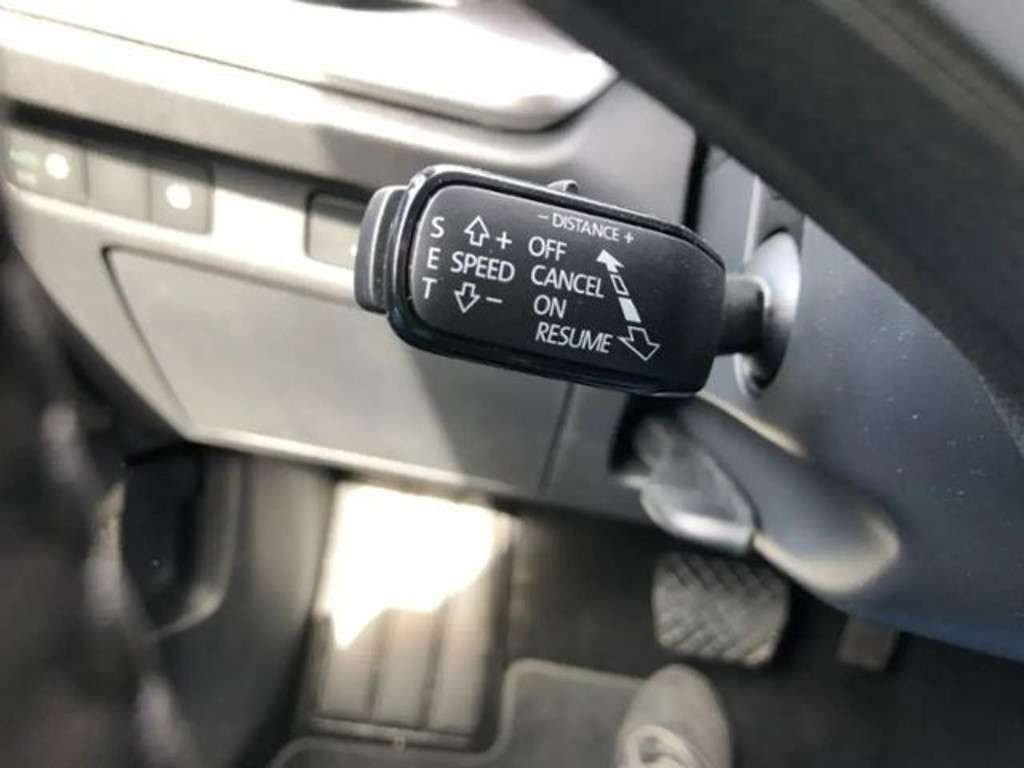 - DISTANCE +
S
E
T
+
SPEED
-
OFF
CANCEL
ON
RESUME